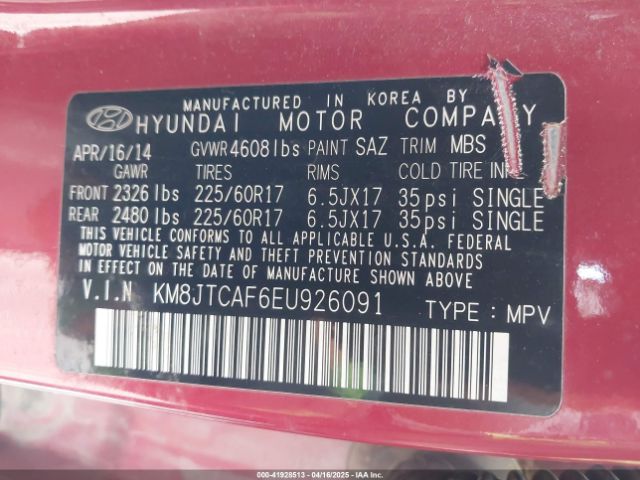 MANUFACTURED IN KOREA BY
HYUNDAI MOTOR COMPANY
APR/16/14 GVWR 4608 lbs PAINT SAZ TRIM MBS
GAWR TIRES RIMS COLD TIRE
FRONT 2326 lbs 225/60R17 6.5JX17 35psi SINGLE
REAR 2480 lbs 225/60R17 6.5JX17 35psi SINGLE
THIS VEHICLE CONFORMS TO ALL APPLICABLE U.S.A. FEDERAL
MOTOR VEHICLE SAFETY AND THEFT PREVENTION STANDARDS
IN EFFECT ON THE DATE OF MANUFACTURE SHOWN ABOVE.
V.I.N KM8JTCAF6EU926091 TYPE : MPV
000-41928513 - 04/16/2025 - IAAI